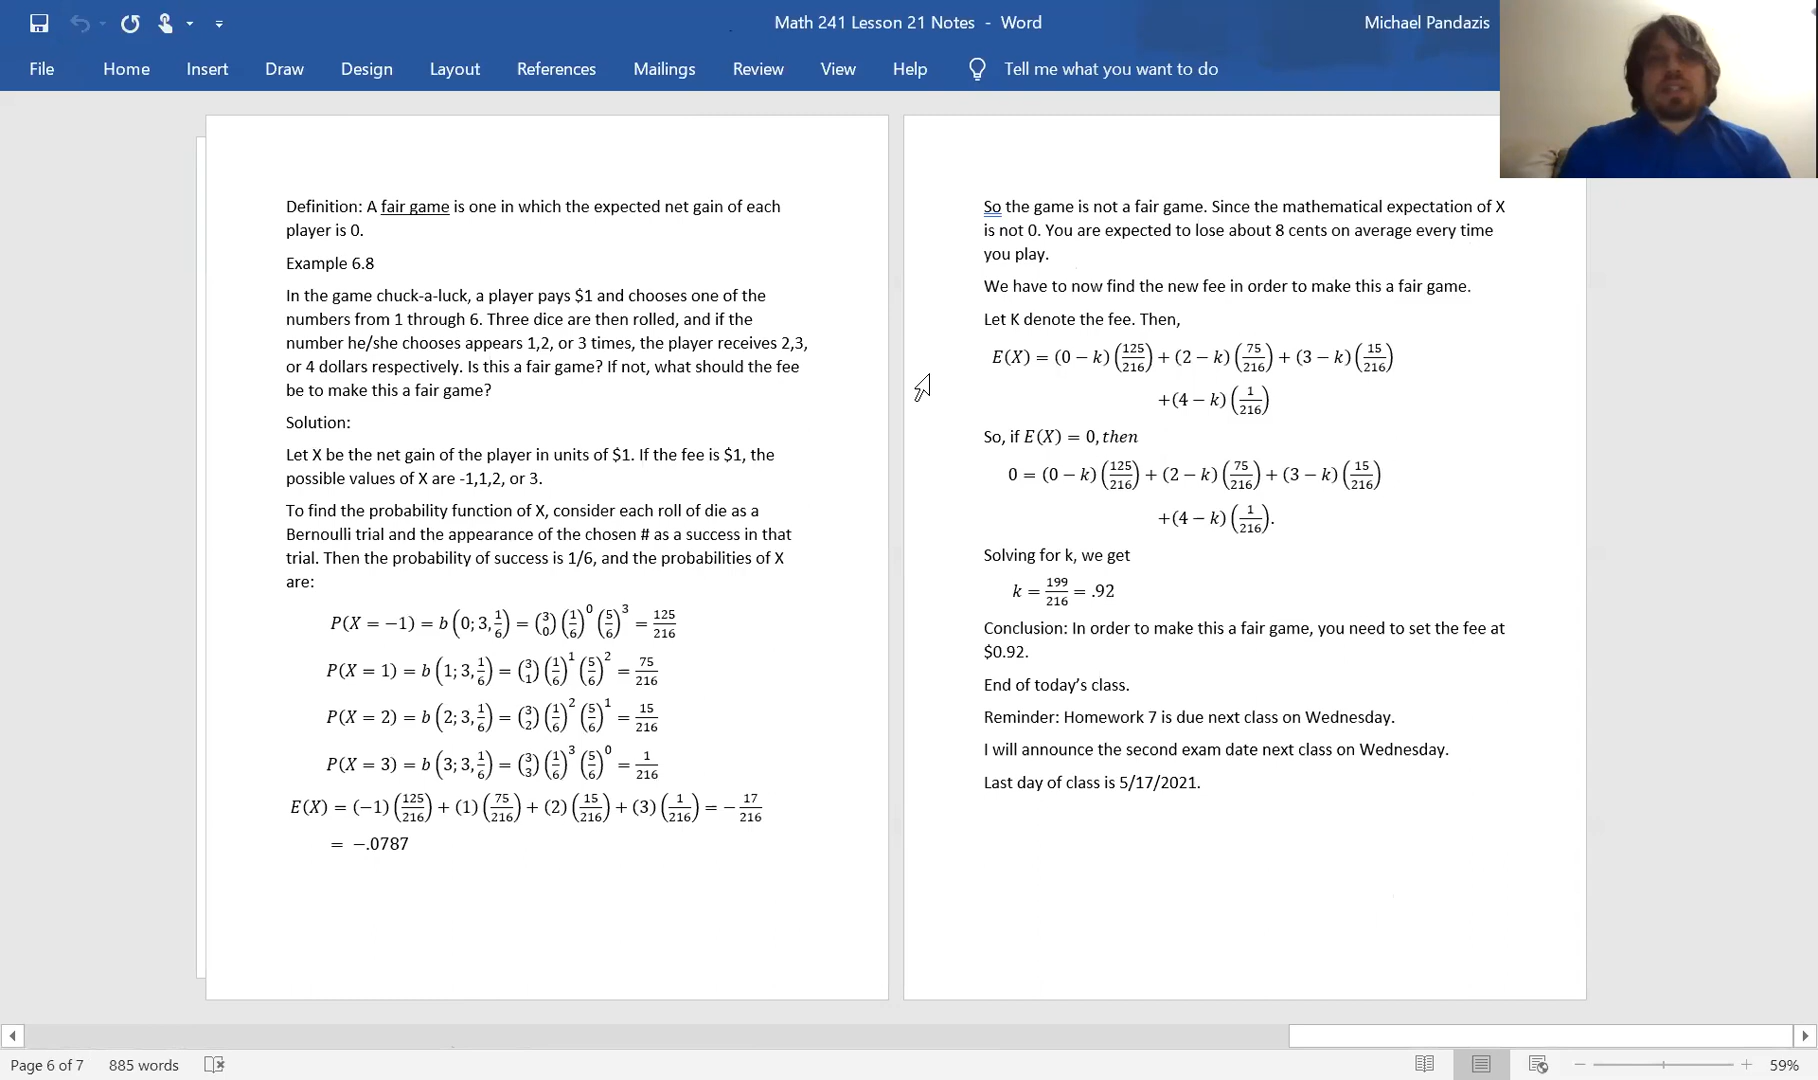 Math 241 Lesson 21 Notes - Word
Michael Pandazis
File Home Insert Draw Design Layout References Mailings Review View Help Tell me what you want to do
Definition: A fair game is one in which the expected net gain of each
player is 0.
Example 6.8
In the game chuck-a-luck, a player pays $1 and chooses one of the
numbers from 1 through 6. Three dice are then rolled, and if the
number he/she chooses appears 1,2, or 3 times, the player receives 2,3,
or 4 dollars respectively. Is this a fair game? If not, what should the fee
be to make this a fair game?
Solution:
Let X be the net gain of the player in units of $1. If the fee is $1, the
possible values of X are -1,1,2, or 3.
To find the probability function of X, consider each roll of die as a
Bernoulli trial and the appearance of the chosen # as a success in that
trial. Then the probability of success is 1/6, and the probabilities of X
are:
P(X = −1) = b(0; 3, 1/6) = (3 0)(1/6)^0 (5/6)^3 = 125/216
P(X = 1) = b(1; 3, 1/6) = (3 1)(1/6)^1 (5/6)^2 = 75/216
P(X = 2) = b(2; 3, 1/6) = (3 2)(1/6)^2 (5/6)^1 = 15/216
P(X = 3) = b(3; 3, 1/6) = (3 3)(1/6)^3 (5/6)^0 = 1/216
E(X) = (−1)(125/216) + (1)(75/216) + (2)(15/216) + (3)(1/216) = −17/216
= −.0787
So the game is not a fair game. Since the mathematical expectation of X
is not 0. You are expected to lose about 8 cents on average every time
you play.
We have to now find the new fee in order to make this a fair game.
Let K denote the fee. Then,
E(X) = (0 − k)(125/216) + (2 − k)(75/216) + (3 − k)(15/216)
+(4 − k)(1/216)
So, if E(X) = 0, then
0 = (0 − k)(125/216) + (2 − k)(75/216) + (3 − k)(15/216)
+(4 − k)(1/216).
Solving for k, we get
k = 199/216 = .92
Conclusion: In order to make this a fair game, you need to set the fee at
$0.92.
End of today's class.
Reminder: Homework 7 is due next class on Wednesday.
I will announce the second exam date next class on Wednesday.
Last day of class is 5/17/2021.
Page 6 of 7 885 words
59%